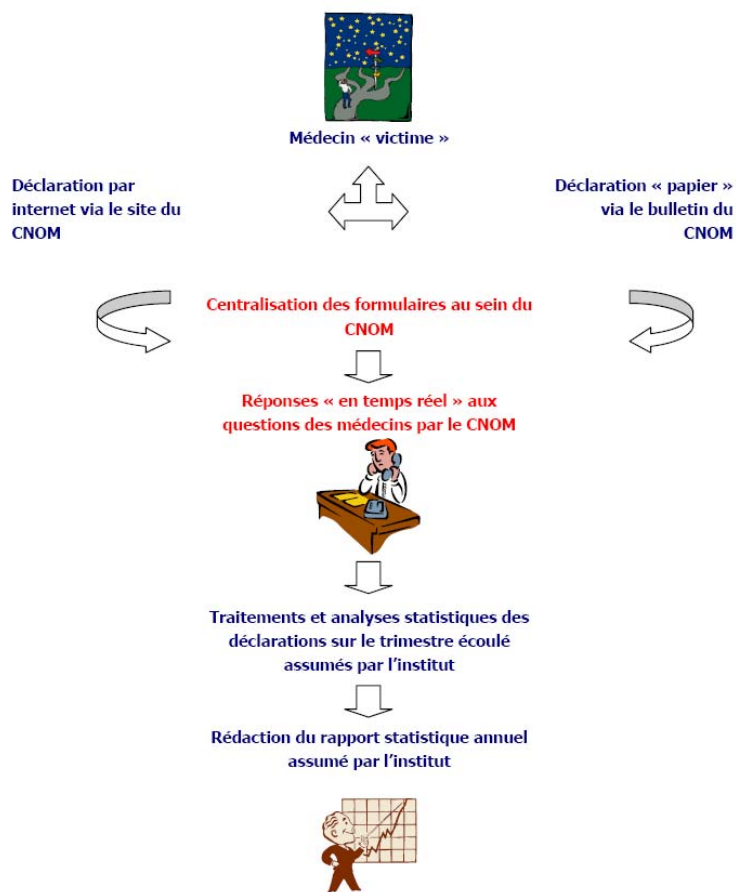 Médecin « victime »
Déclaration par
internet via le site du
CNOM
Déclaration « papier »
via le bulletin du
CNOM
Centralisation des formulaires au sein du
CNOM
Réponses « en temps réel » aux
questions des médecins par le CNOM
Traitements et analyses statistiques des
déclarations sur le trimestre écoulé
assumés par l’institut
Rédaction du rapport statistique annuel
assumé par l’institut